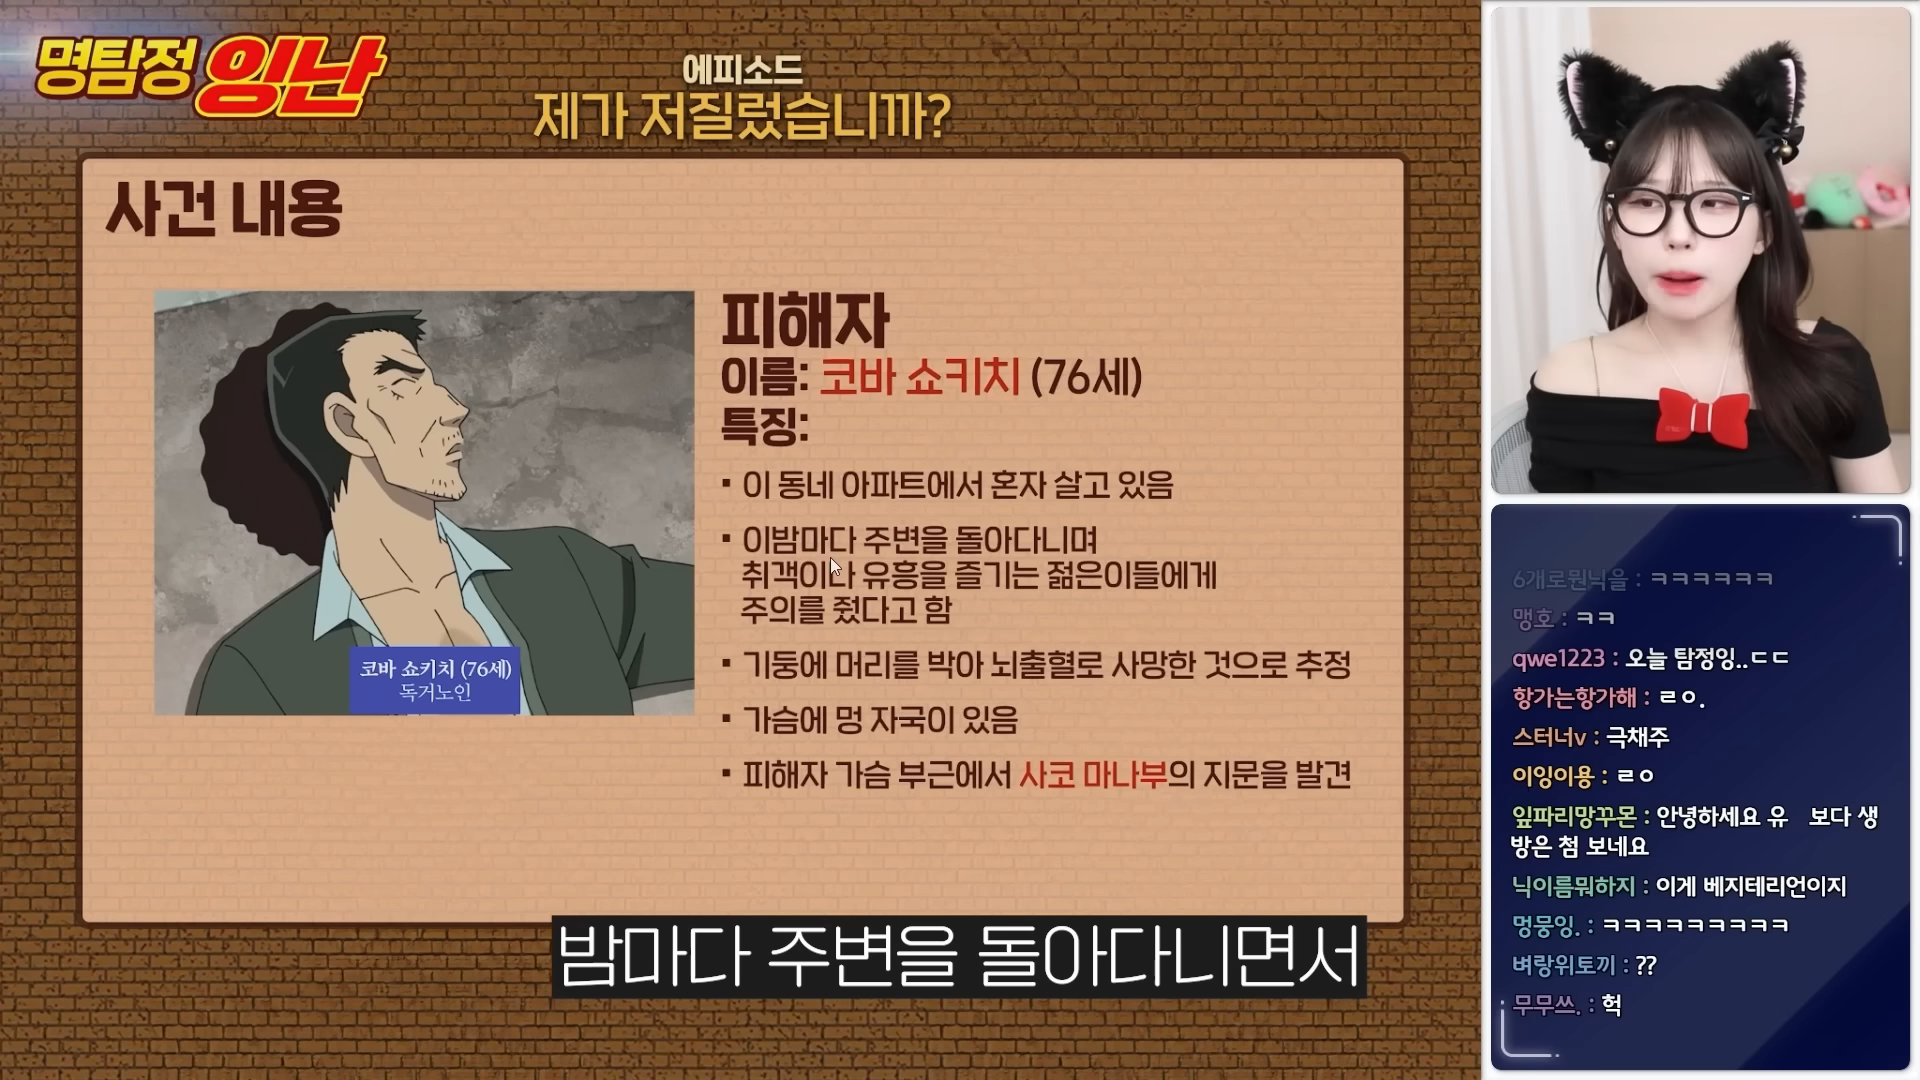 명탐정 잉난
에피소드
제가 저질렀습니까?
사건 내용
피해자
이름: 코바 쇼키치 (76세)
특징:
· 이 동네 아파트에서 혼자 살고 있음
· 이밤마다 주변을 돌아다니며
취객이나 유흥을 즐기는 젊은이들에게
주의를 줬다고 함
· 기둥에 머리를 박아 뇌출혈로 사망한 것으로 추정
· 가슴에 멍 자국이 있음
· 피해자 가슴 부근에서 사코 마나부의 지문을 발견
코바 쇼키치 (76세)
독거노인
밤마다 주변을 돌아다니면서
6개로뭔닉을 : ㅋㅋㅋㅋㅋㅋ
맹호 : ㅋㅋ
qwe1223 : 오늘 탐정잉..ㄷㄷ
항가는항가해 : ㄹㅇ.
스터너v : 극채주
이잉이용 : ㄹㅇ
잎파리망꾸몬 : 안녕하세요 유 보다 생
방은 첨 보네요
닉이름뭐하지 : 이게 베지테리언이지
멍뭉잉. : ㅋㅋㅋㅋㅋㅋㅋㅋㅋ
벼랑위토끼 : ??
무무쓰. : 헉